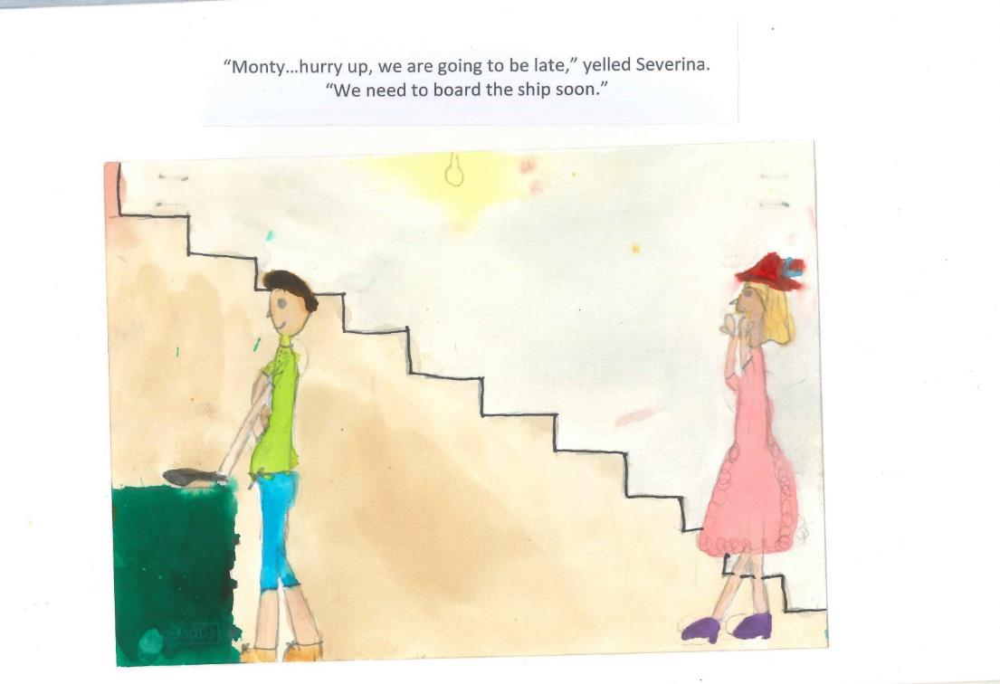 “Monty…hurry up, we are going to be late,” yelled Severina.
“We need to board the ship soon.”